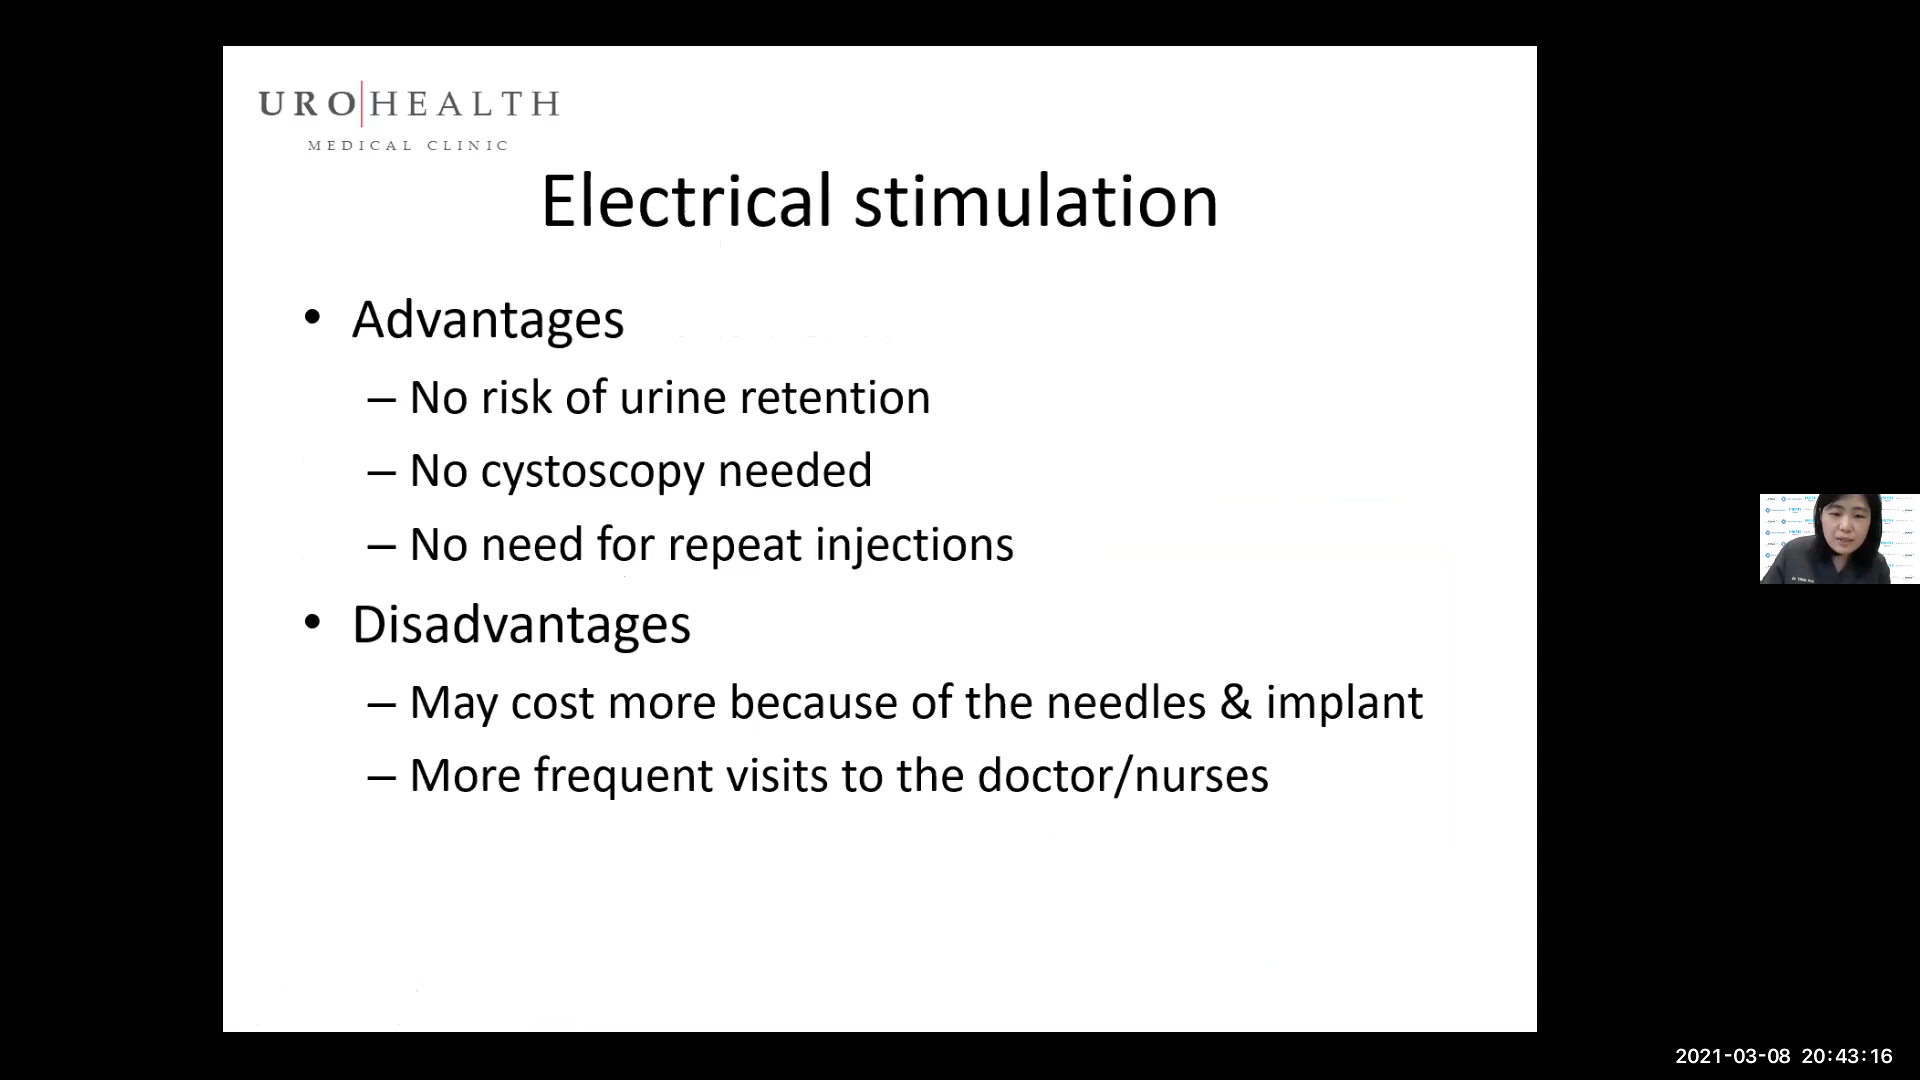 URO|HEALTH
MEDICAL CLINIC
Electrical stimulation
• Advantages
– No risk of urine retention
– No cystoscopy needed
– No need for repeat injections
• Disadvantages
– May cost more because of the needles & implant
– More frequent visits to the doctor/nurses
2021-03-08 20:43:16